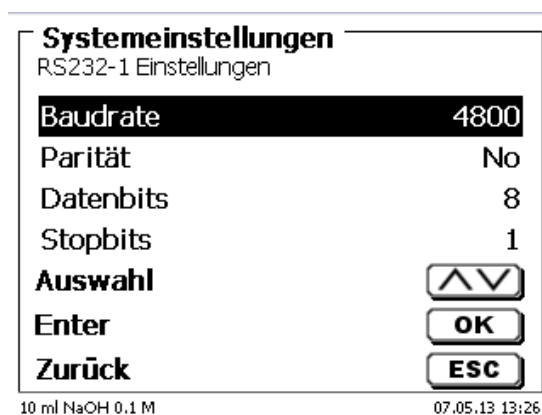 Systemeinstellungen
RS232-1 Einstellungen
Baudrate 4800
Parität No
Datenbits 8
Stopbits 1
Auswahl
Enter OK
Zurück ESC
10 ml NaOH 0.1 M 07.05.13 13:26